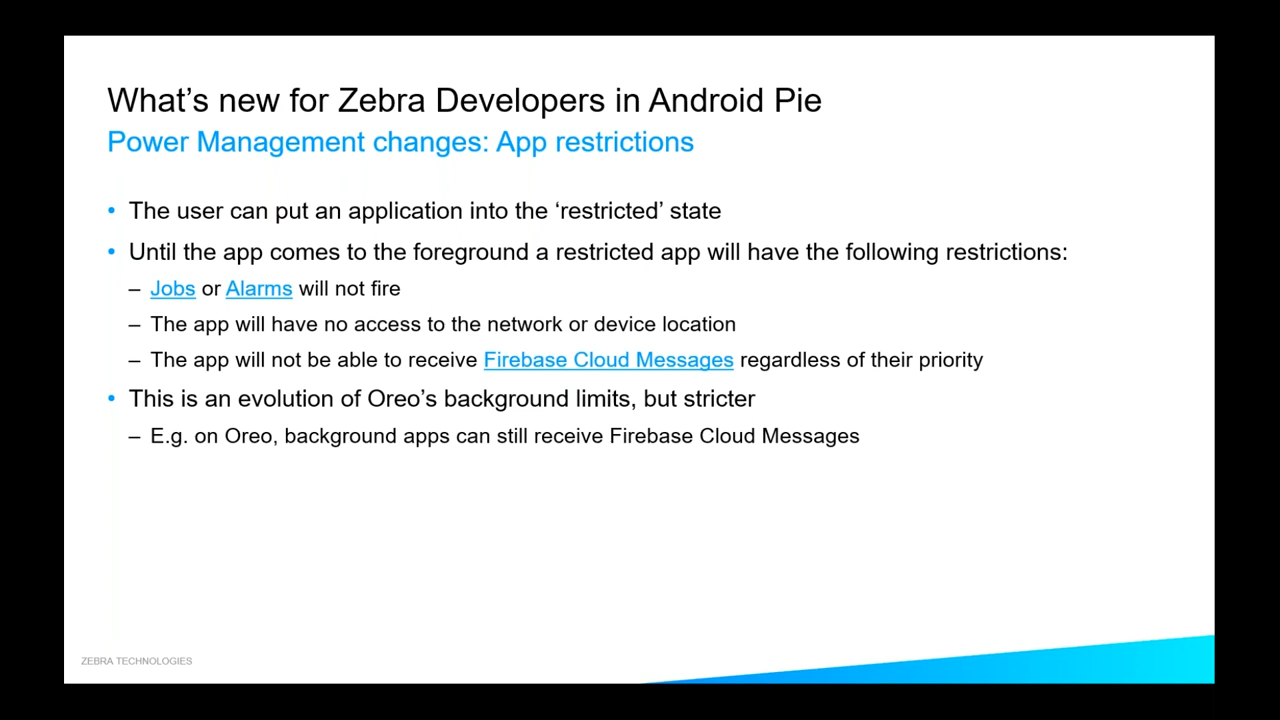 What’s new for Zebra Developers in Android Pie
Power Management changes: App restrictions
• The user can put an application into the ‘restricted’ state
• Until the app comes to the foreground a restricted app will have the following restrictions:
– Jobs or Alarms will not fire
– The app will have no access to the network or device location
– The app will not be able to receive Firebase Cloud Messages regardless of their priority
• This is an evolution of Oreo’s background limits, but stricter
– E.g. on Oreo, background apps can still receive Firebase Cloud Messages
ZEBRA TECHNOLOGIES